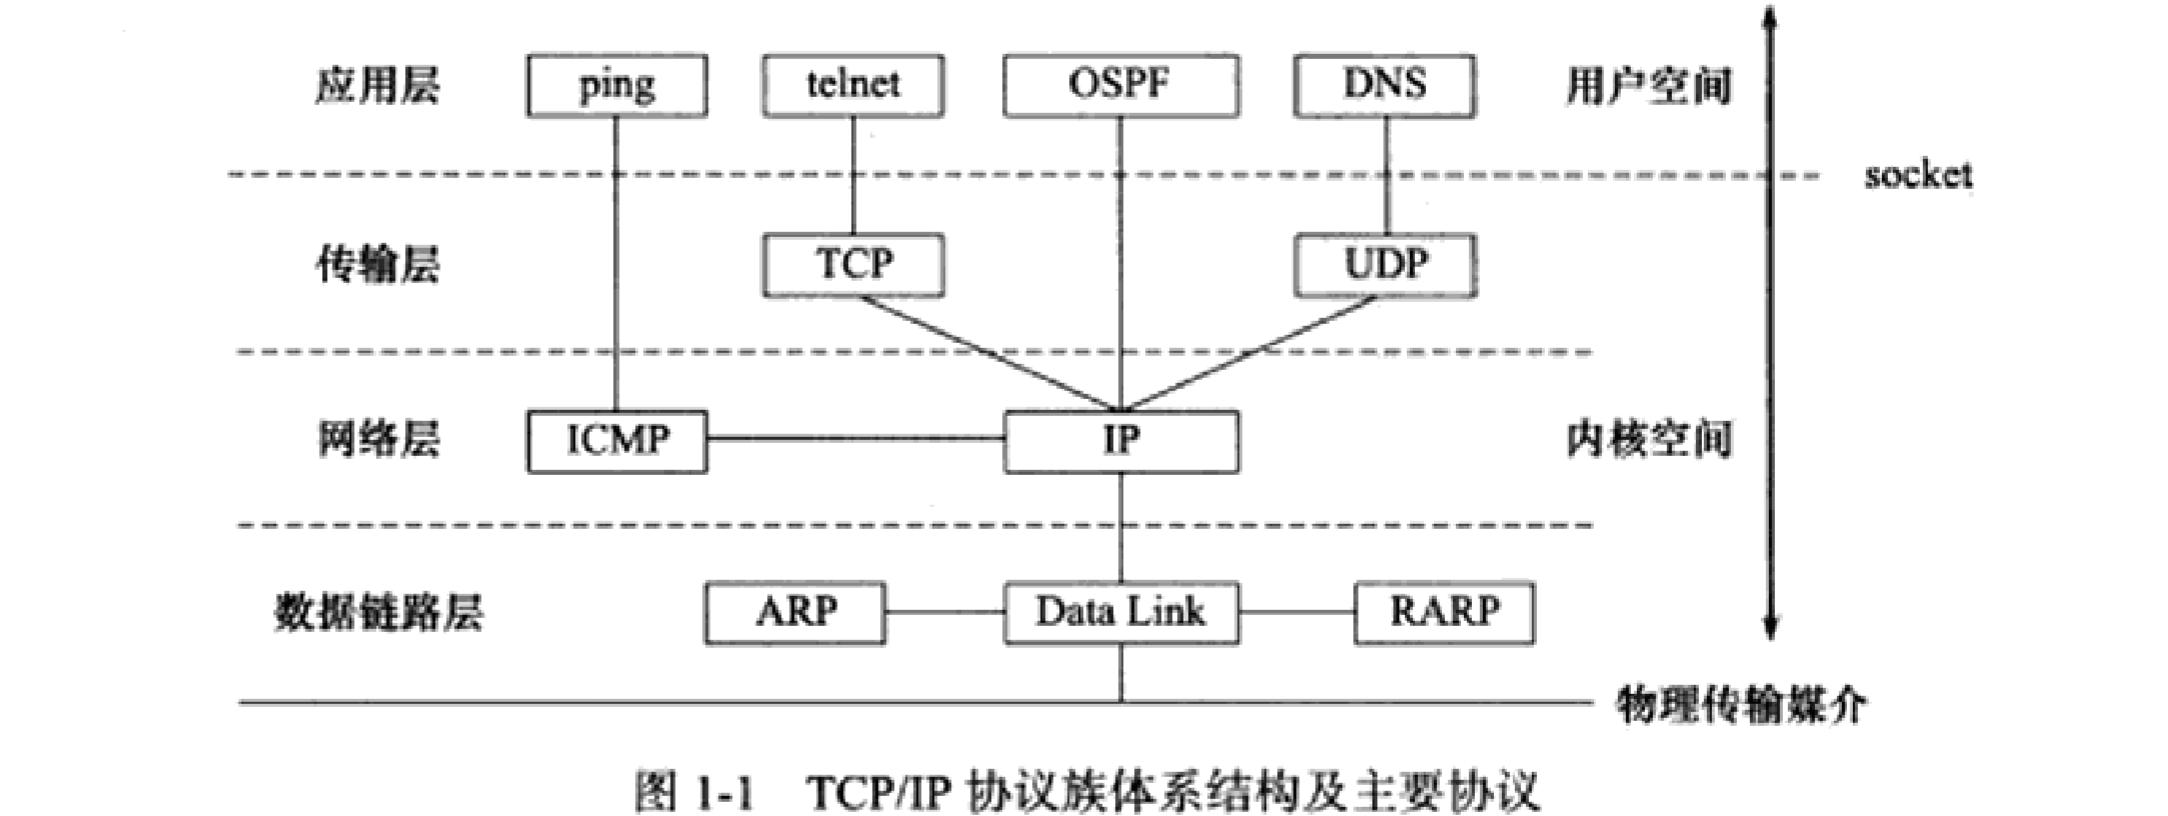 应用层 ping telnet OSPF DNS 用户空间
socket
传输层 TCP UDP
网络层 ICMP IP 内核空间
数据链路层 ARP Data Link RARP
物理传输媒介
图 1-1 TCP/IP 协议族体系结构及主要协议